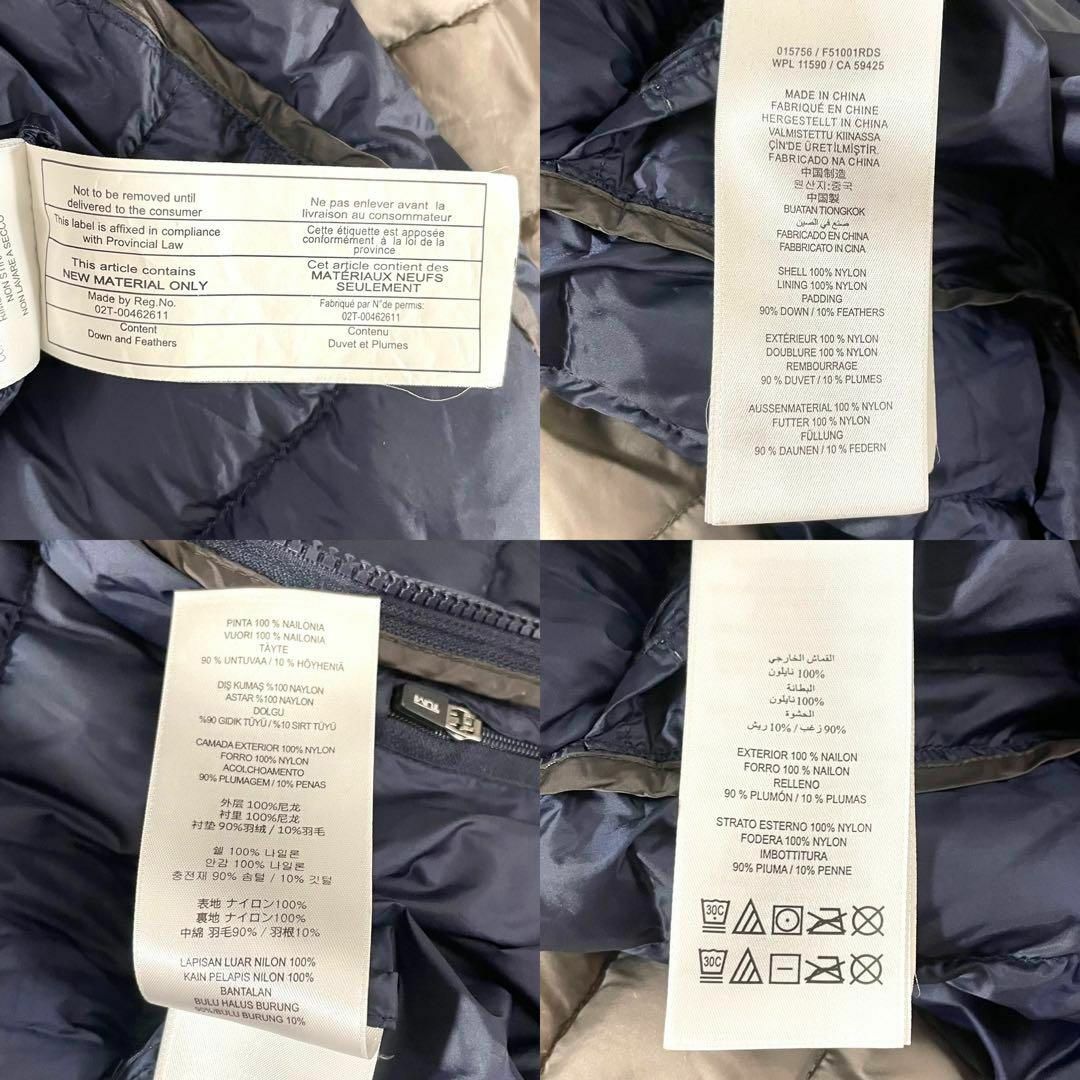 Not to be removed until
delivered to the consumer
This label is affixed in compliance
with Provincial Law
This article contains
NEW MATERIAL ONLY
Made by Reg.No.
02T-00462611
Content
Down and Feathers
Ne pas enlever avant la
livraison au consommateur
Cette étiquette est apposée
conformément à la loi de la
province
Cet article contient des
MATÉRIAUX NEUFS
SEULEMENT
Fabriqué par N°de permis:
02T-00462611
Contenu
Duvet et Plumes
NON LAVARE A SECCO
015756 / F51001RDS
WPL 11590 / CA 59425
MADE IN CHINA
FABRIQUÉ EN CHINE
HERGESTELLT IN CHINA
VALMISTETTU KIINASSA
ÇİN'DE ÜRETİLMİŞTİR.
FABRICADO NA CHINA
中国制造
원산지:중국
中国製
BUATAN TIONGKOK
صنع في الصين
FABRICADO EN CHINA
FABBRICATO IN CINA
SHELL 100% NYLON
LINING 100% NYLON
PADDING
90% DOWN / 10% FEATHERS
EXTÉRIEUR 100 % NYLON
DOUBLURE 100 % NYLON
REMBOURRAGE
90 % DUVET / 10 % PLUMES
AUSSENMATERIAL 100 % NYLON
FUTTER 100 % NYLON
FÜLLUNG
90 % DAUNEN / 10 % FEDERN
PINTA 100 % NAILONIA
VUORI 100 % NAILONIA
TÄYTE
90 % UNTUVAA / 10 % HÖYHENIÄ
DIŞ KUMAŞ %100 NAYLON
ASTAR %100 NAYLON
DOLGU
%90 GIDIK TÜYÜ / %10 SIRT TÜYÜ
CAMADA EXTERIOR 100% NYLON
FORRO 100% NYLON
ACOLCHOAMENTO
90% PLUMAGEM / 10% PENAS
外层 100%尼龙
衬里 100%尼龙
衬垫 90%羽绒 / 10%羽毛
쉘 100% 나일론
안감 100% 나일론
충전재 90% 솜털 / 10% 깃털
表地 ナイロン100%
裏地 ナイロン100%
中綿 羽毛90% / 羽根10%
LAPISAN LUAR NILON 100%
KAIN PELAPIS NILON 100%
BANTALAN
BULU HALUS BURUNG
90%/BULU BURUNG 10%
TUMI
القماش الخارجي
100% نايلون
البطانة
100% نايلون
الحشوة
90% زغب / 10% ريش
EXTERIOR 100 % NAILON
FORRO 100 % NAILON
RELLENO
90 % PLUMÓN / 10 % PLUMAS
STRATO ESTERNO 100% NYLON
FODERA 100% NYLON
IMBOTTITURA
90% PIUMA / 10% PENNE
30C
30C